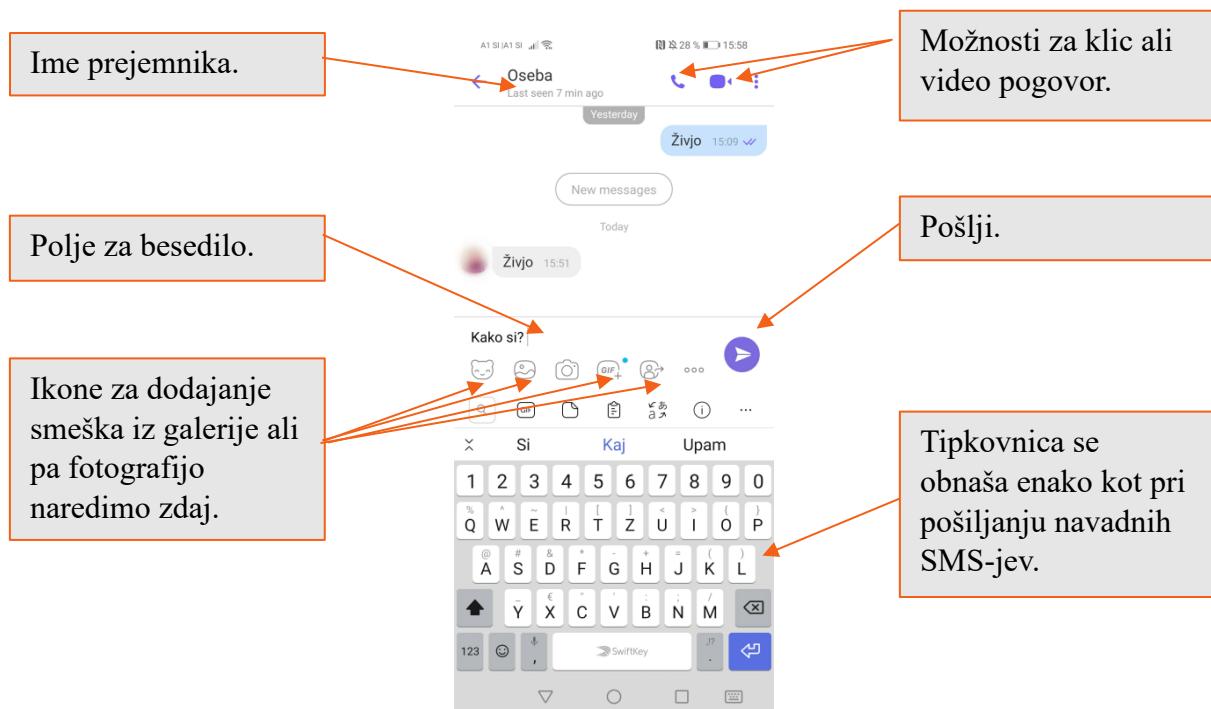 Ime prejemnika.
Možnosti za klic ali
video pogovor.
Polje za besedilo.
Pošlji.
Ikone za dodajanje
smeška iz galerije ali
pa fotografijo
naredimo zdaj.
Tipkovnica se
obnaša enako kot pri
pošiljanju navadnih
SMS-jev.
A1 SI |A1 SI 28 % 15:58
Oseba
Last seen 7 min ago
Yesterday
Živjo 15:09
New messages
Today
Živjo 15:51
Kako si?
GIF
GIF
Si Kaj Upam
1 2 3 4 5 6 7 8 9 0
% ^ ~ | [ ] < > { }
Q W E R T Z U I O P
@ # & * - + = ( )
A S D F G H J K L
_ € " ' : ; /
Y X C V B N M
123 , SwiftKey .
,!?